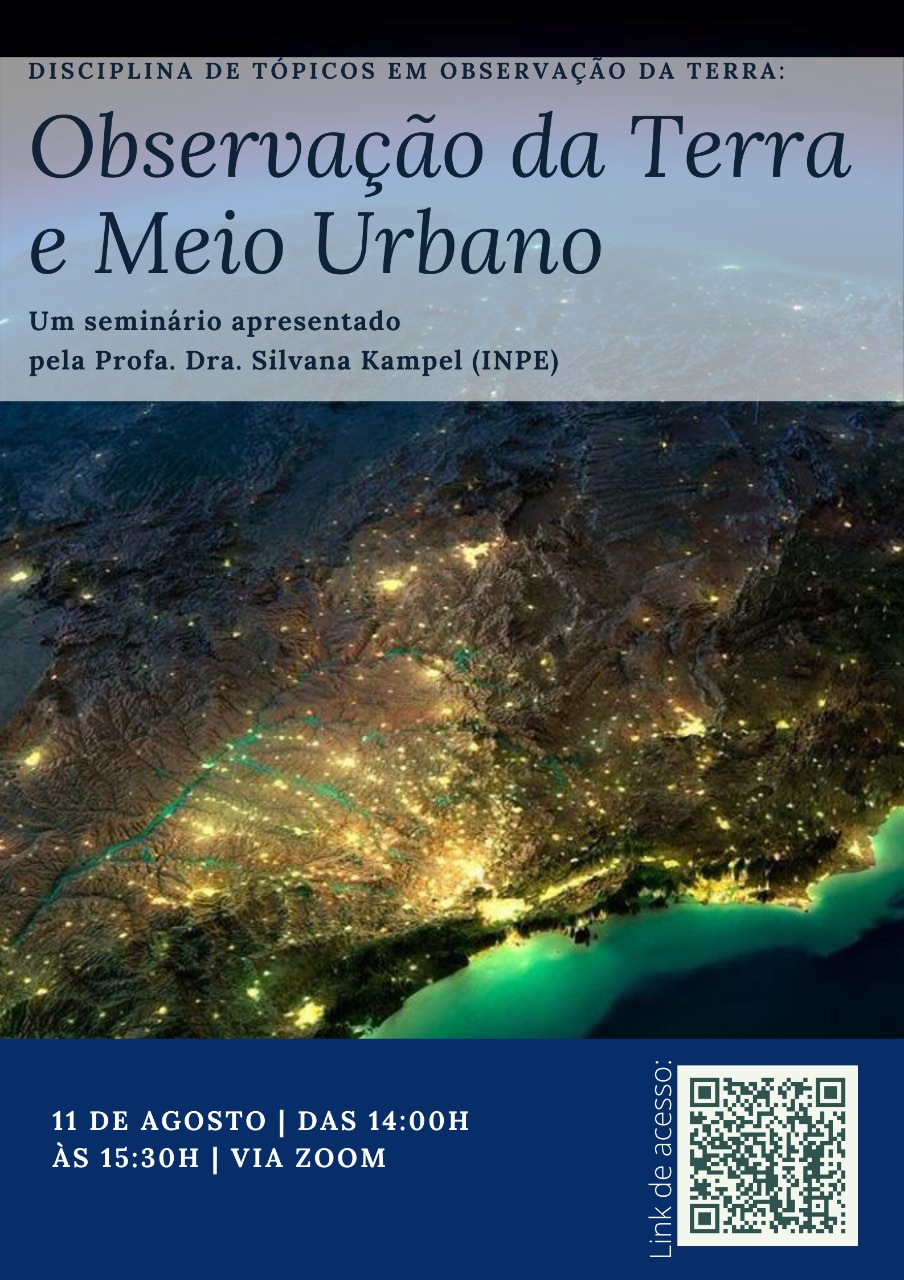 DISCIPLINA DE TÓPICOS EM OBSERVAÇÃO DA TERRA:
Observação da Terra
e Meio Urbano
Um seminário apresentado
pela Profa. Dra. Silvana Kampel (INPE)
11 DE AGOSTO | DAS 14:00H
ÀS 15:30H | VIA ZOOM
Link de acesso: